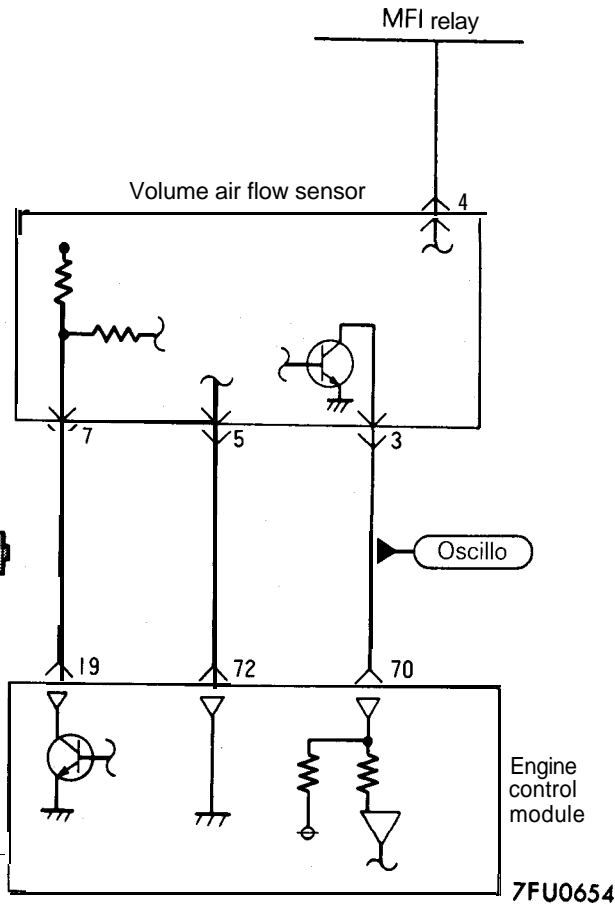 MFI relay
Volume air flow sensor
4
7
5
3
Oscillo
19
72
70
Engine
control
module
7FU0654